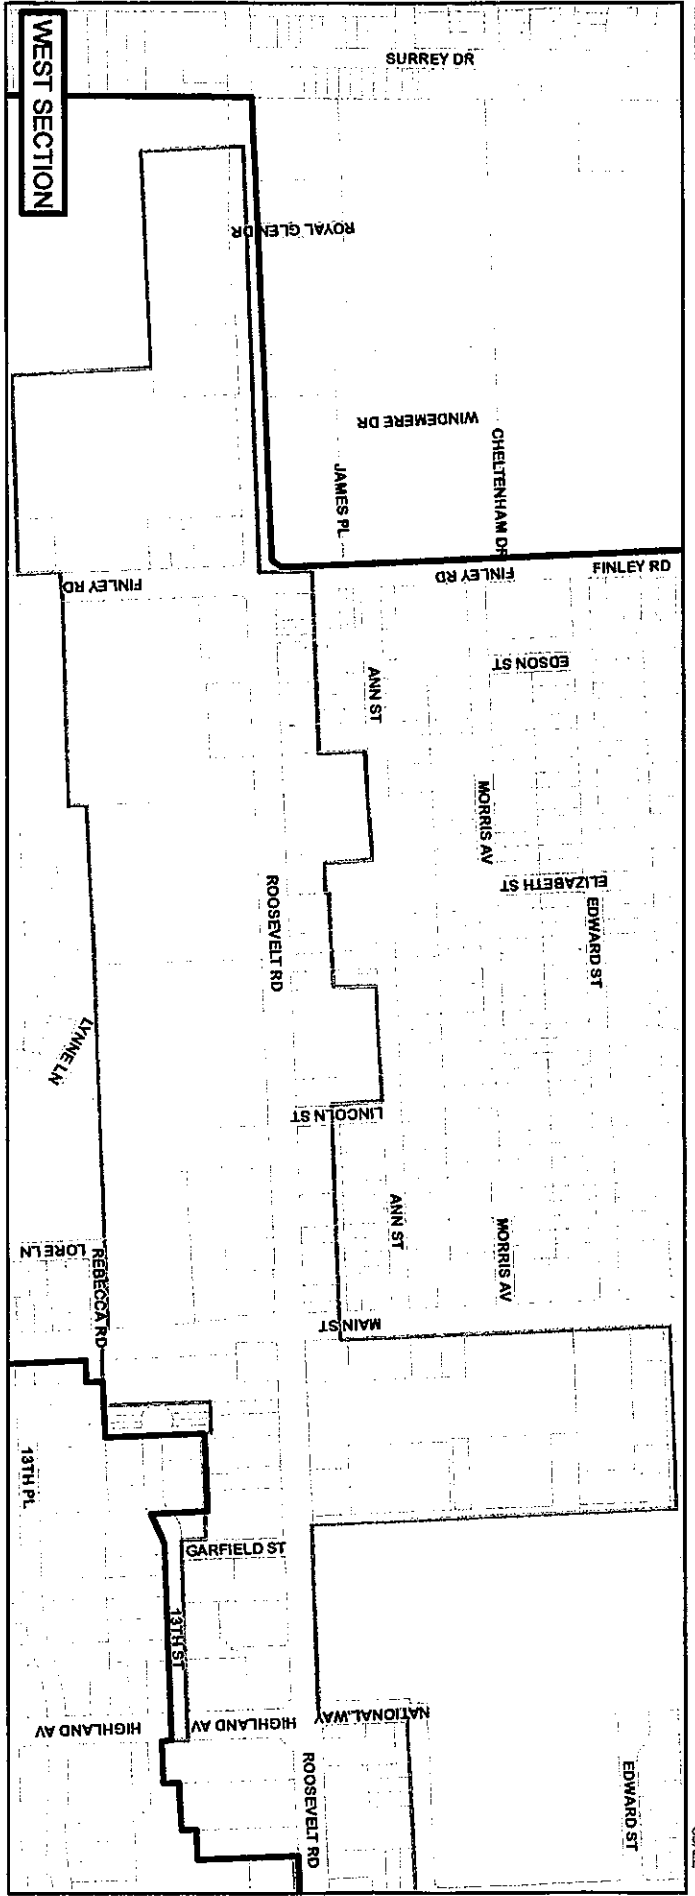 WEST SECTION
SURREY DR
ROYAL GLEN DR
WINDEMERE DR
CHELTENHAM DR
JAMES PL
FINLEY RD
FINLEY RD
FINLEY RD
EDSON ST
ANN ST
MORRIS AV
ELIZABETH ST
EDWARD ST
ROOSEVELT RD
LYNNE LN
LINCOLN ST
ANN ST
MORRIS AV
LORE LN
REBECCA RD
MAIN ST
13TH PL
GARFIELD ST
13TH ST
HIGHLAND AV
HIGHLAND AV
NATIONAL WAY
ROOSEVELT RD
EDWARD ST